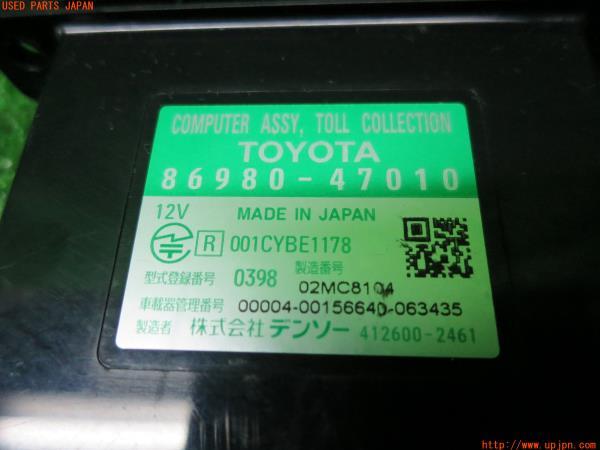 USED PARTS JAPAN
COMPUTER ASSY, TOLL COLLECTION
TOYOTA
86980-47010
12V MADE IN JAPAN
R 001CYBE1178
型式登録番号 0398 製造番号 02MC8104
車載器管理番号 00004-00156640-063435
製造者 株式会社デンソー 412600-2461
http://www.upjpn.com/